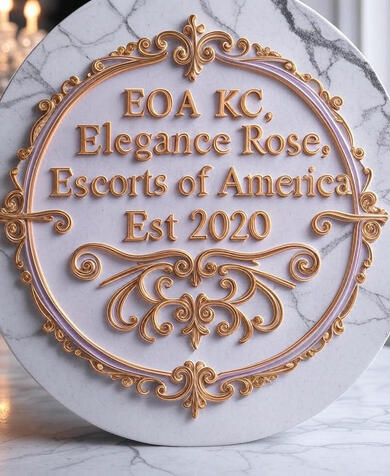 EOA KC,
Elegance Rose,
Escorts of America
Est 2020